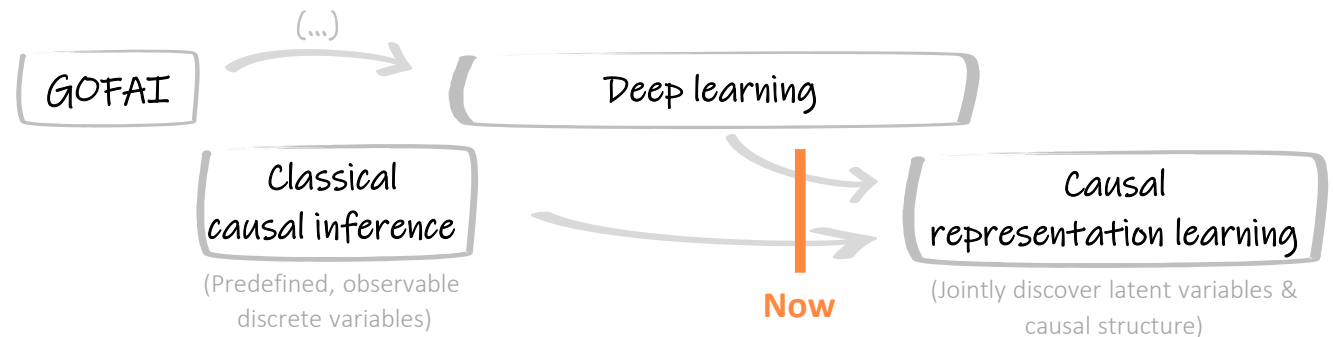 (...)
GOFAI
Deep learning
Classical
causal inference
(Predefined, observable
discrete variables)
Now
Causal
representation learning
(Jointly discover latent variables &
causal structure)